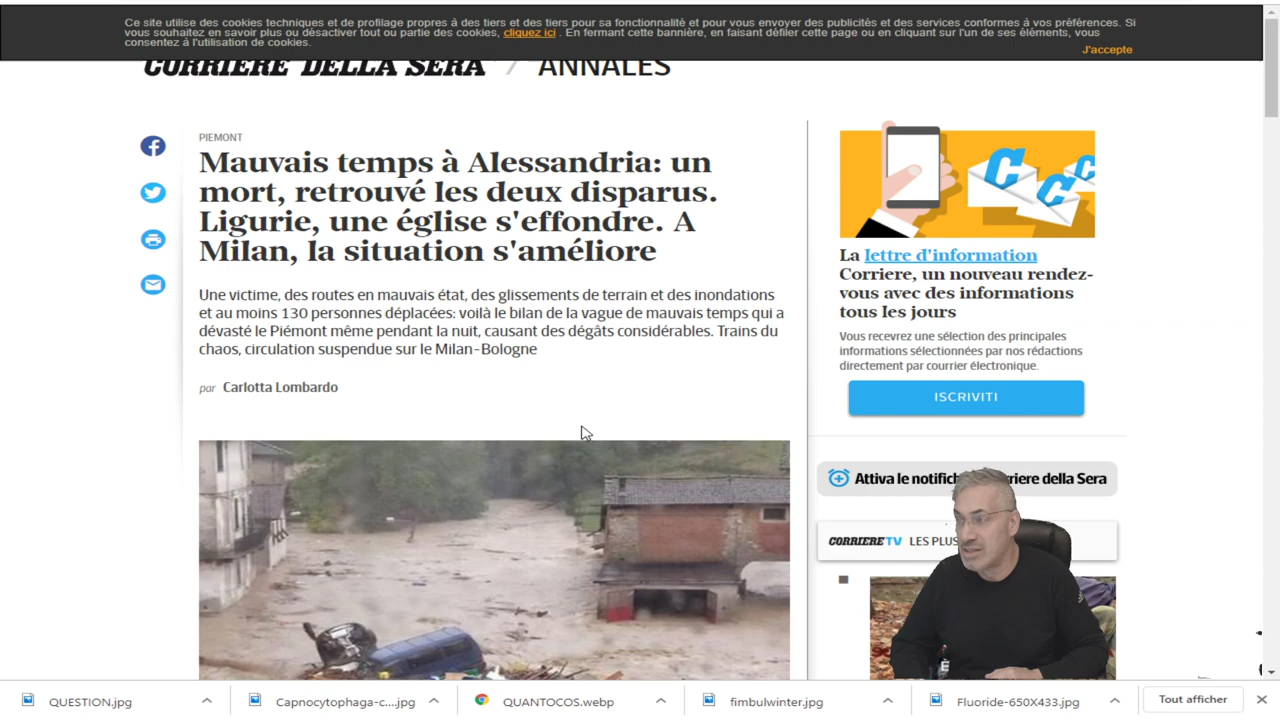 Ce site utilise des cookies techniques et de profilage propres à des tiers et des tiers pour sa fonctionnalité et pour vous envoyer des publicités et des services conformes à vos préférences. Si
vous souhaitez en savoir plus ou désactiver tout ou partie des cookies, cliquez ici . En fermant cette bannière, en faisant défiler cette page ou en cliquant sur l'un de ses éléments, vous
consentez à l'utilisation de cookies.
J'accepte
CORRIERE DELLA SERA / ANNALES
PIEMONT
Mauvais temps à Alessandria: un
mort, retrouvé les deux disparus.
Ligurie, une église s'effondre. A
Milan, la situation s'améliore
Une victime, des routes en mauvais état, des glissements de terrain et des inondations
et au moins 130 personnes déplacées: voilà le bilan de la vague de mauvais temps qui a
dévasté le Piémont même pendant la nuit, causant des dégâts considérables. Trains du
chaos, circulation suspendue sur le Milan-Bologne
par Carlotta Lombardo
La lettre d'information
Corriere, un nouveau rendez-
vous avec des informations
tous les jours
Vous recevrez une sélection des principales
informations sélectionnées par nos rédactions
directement par courrier électronique.
ISCRIVITI
Attiva le della Sera
CORRIERE TV LES
QUESTION.jpg
Capnocytophaga-c....jpg
QUANTOCOS.webp
fimbulwinter.jpg
Fluoride-650X433.jpg
Tout afficher